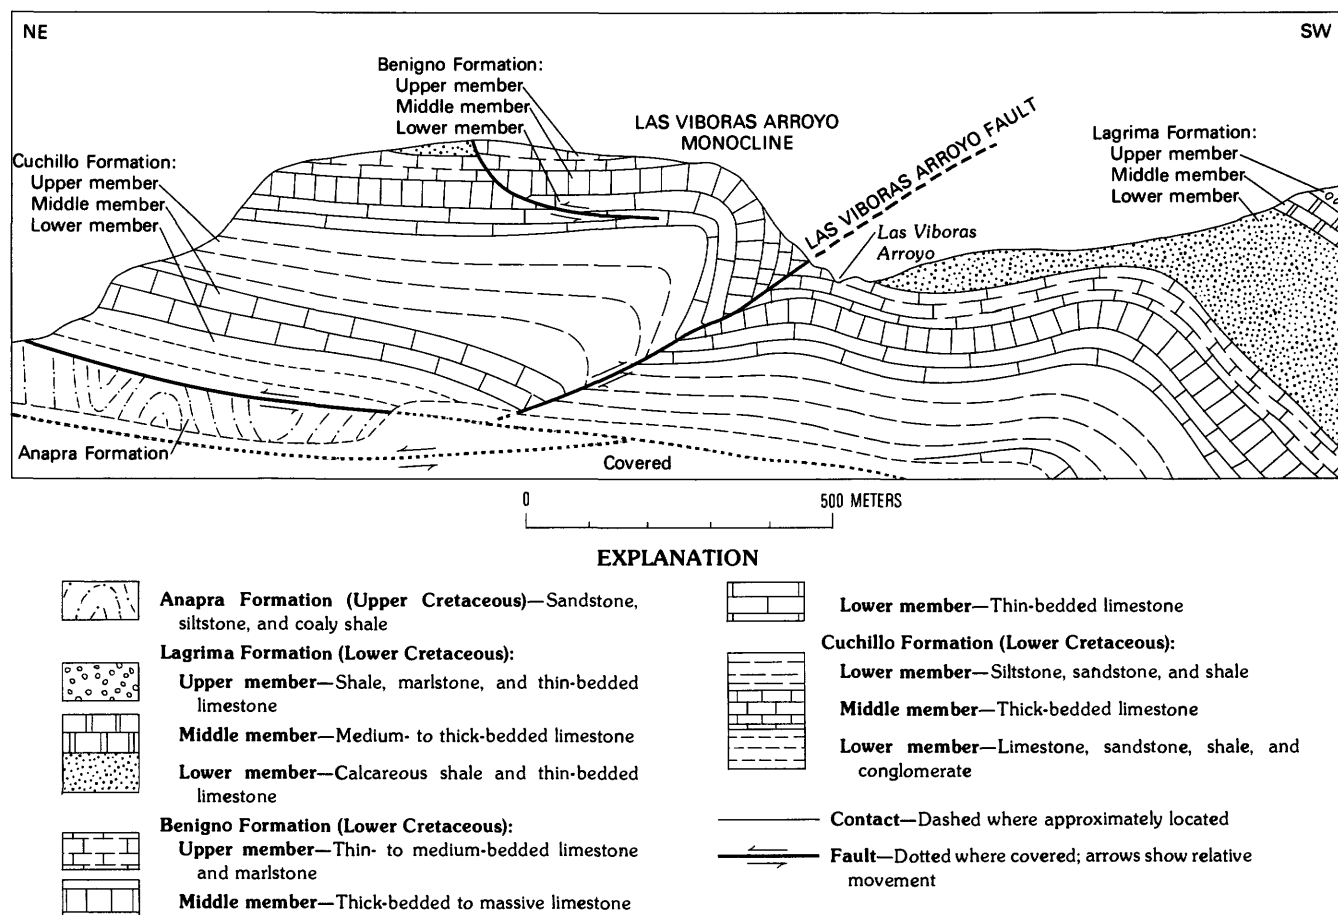 NE
SW
Benigno Formation:
Upper member
Middle member
Lower member
LAS VIBORAS ARROYO
MONOCLINE
LAS VIBORAS ARROYO FAULT
Las Viboras
Arroyo
Lagrima Formation:
Upper member
Middle member
Lower member
Cuchillo Formation:
Upper member
Middle member
Lower member
Anapra Formation
Covered
0
500 METERS
EXPLANATION
Anapra Formation (Upper Cretaceous)—Sandstone,
siltstone, and coaly shale
Lagrima Formation (Lower Cretaceous):
Upper member—Shale, marlstone, and thin-bedded
limestone
Middle member—Medium- to thick-bedded limestone
Lower member—Calcareous shale and thin-bedded
limestone
Benigno Formation (Lower Cretaceous):
Upper member—Thin- to medium-bedded limestone
and marlstone
Middle member—Thick-bedded to massive limestone
Lower member—Thin-bedded limestone
Cuchillo Formation (Lower Cretaceous):
Lower member—Siltstone, sandstone, and shale
Middle member—Thick-bedded limestone
Lower member—Limestone, sandstone, shale, and
conglomerate
Contact—Dashed where approximately located
Fault—Dotted where covered; arrows show relative
movement